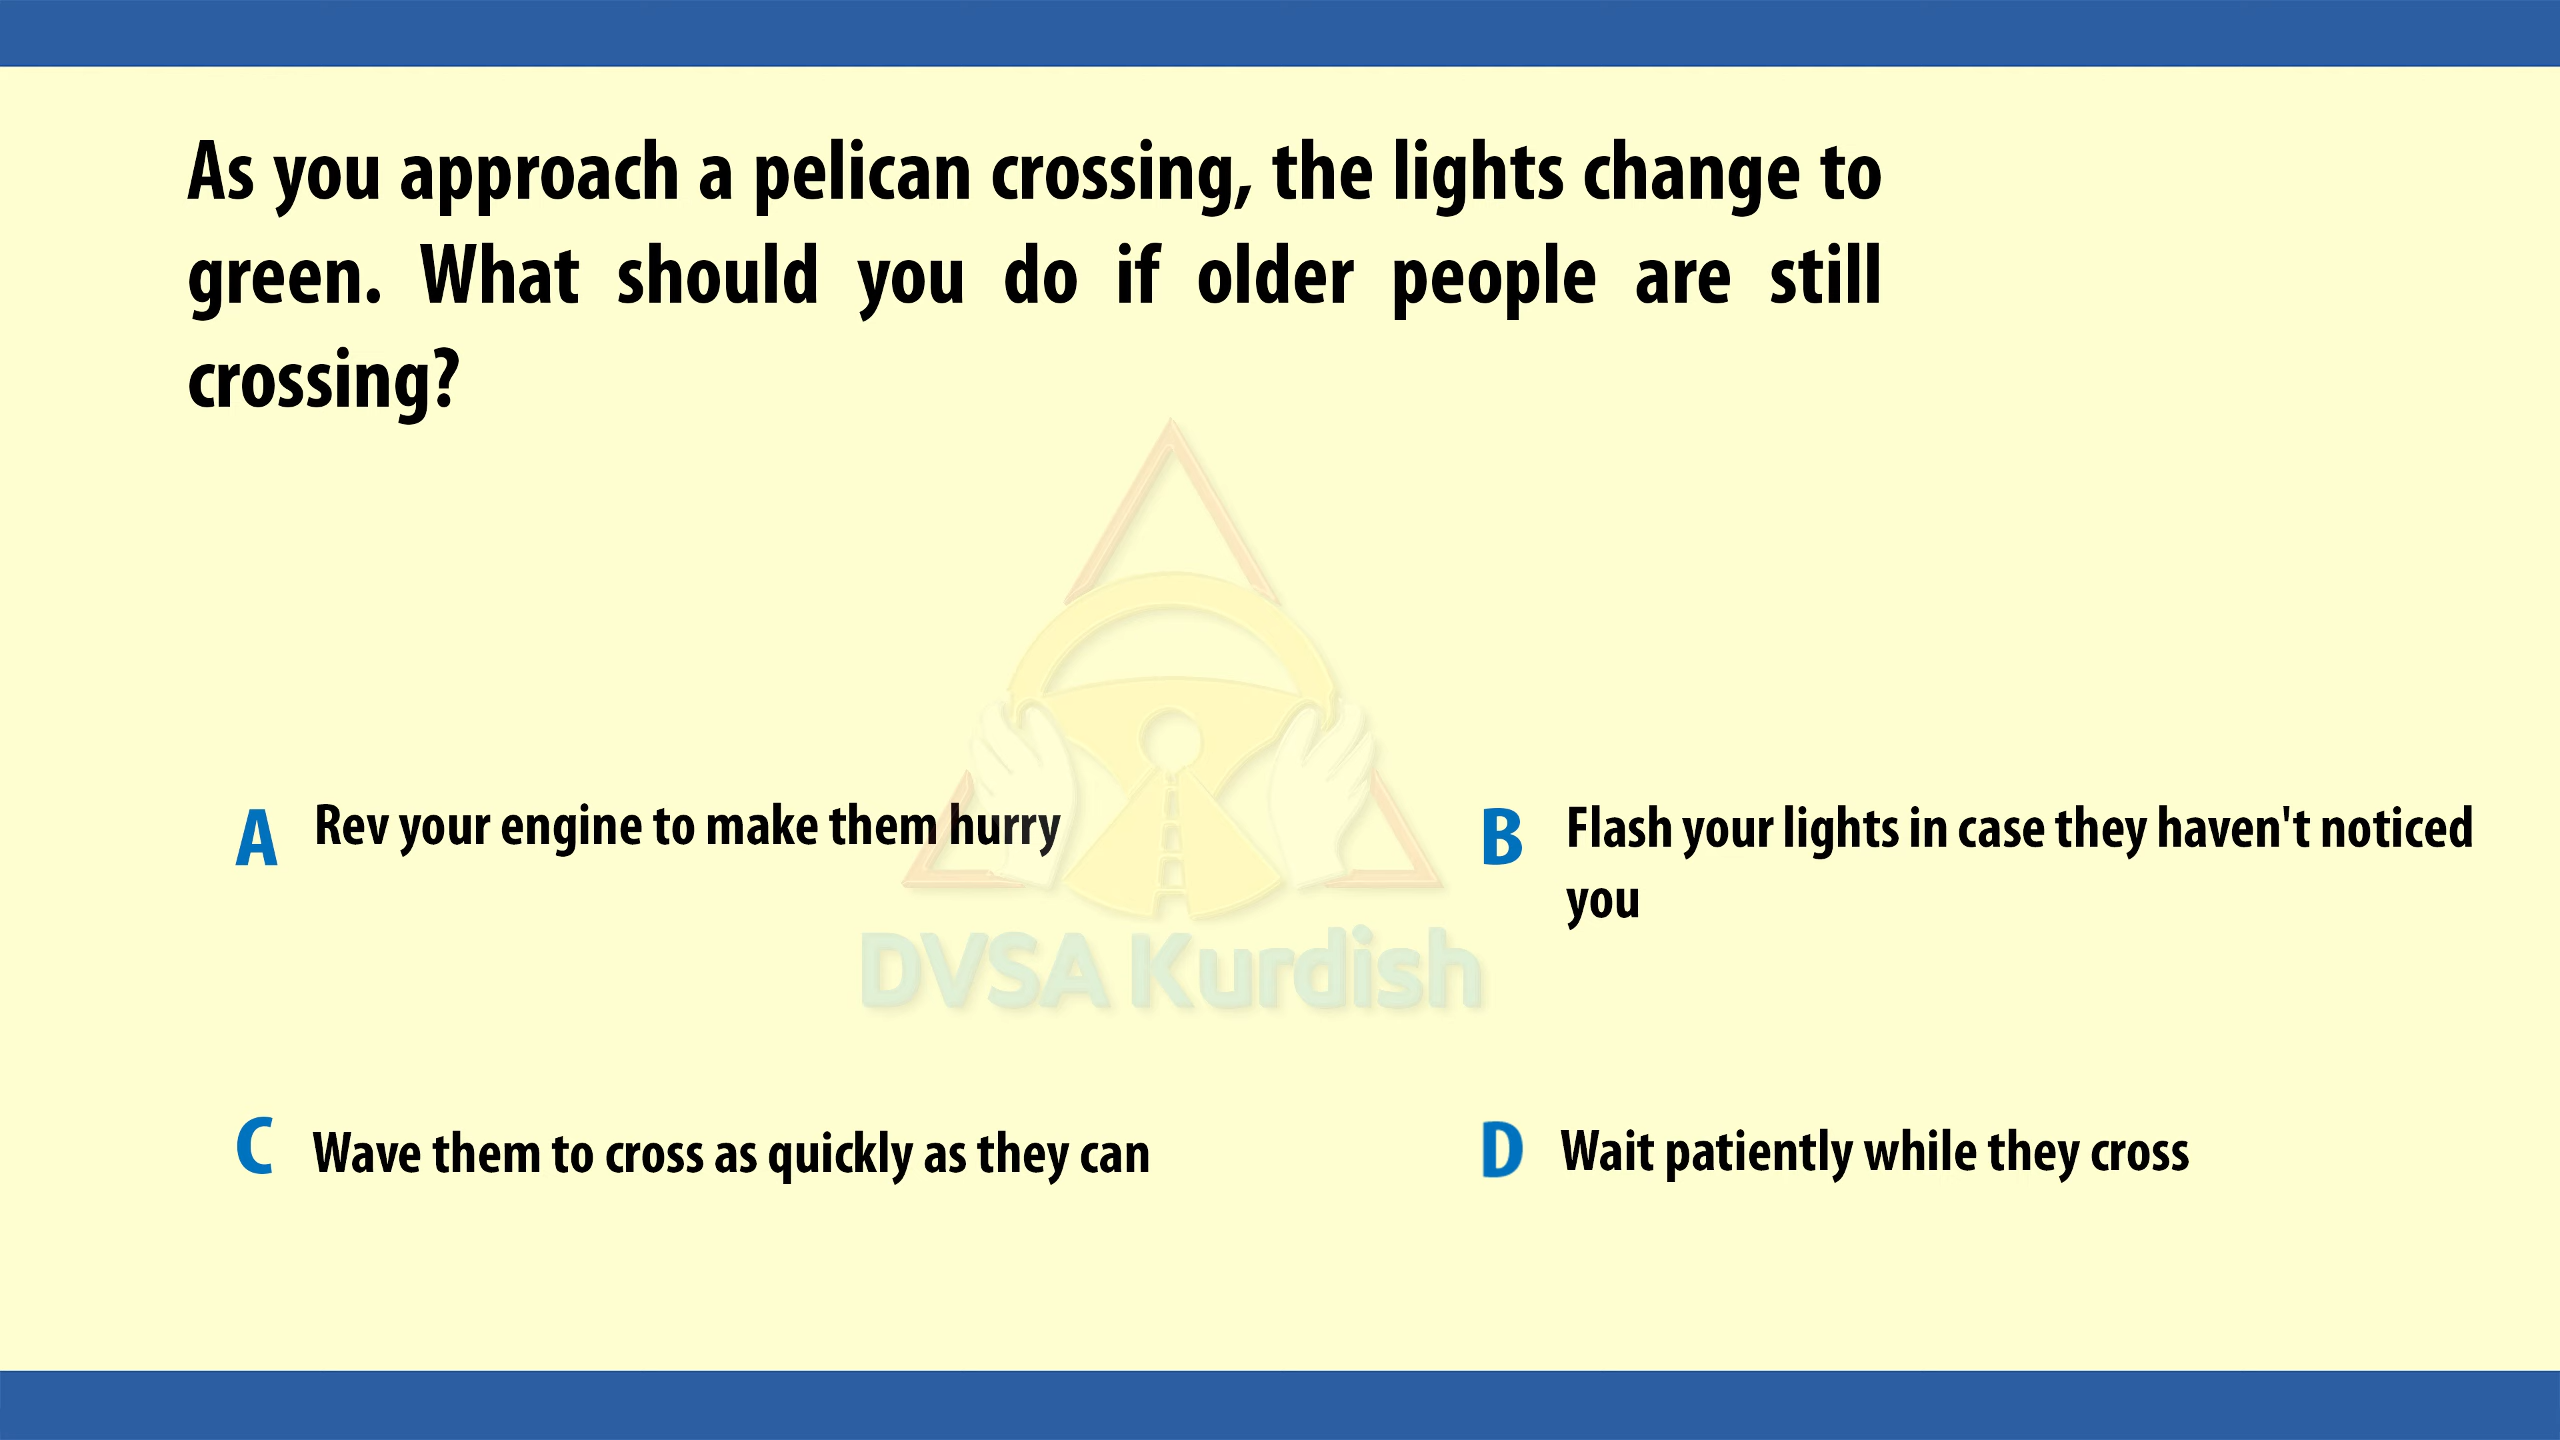 As you approach a pelican crossing, the lights change to
green. What should you do if older people are still
crossing?
A Rev your engine to make them hurry
B Flash your lights in case they haven't noticed
you
DVSA Kurdish
C Wave them to cross as quickly as they can
D Wait patiently while they cross